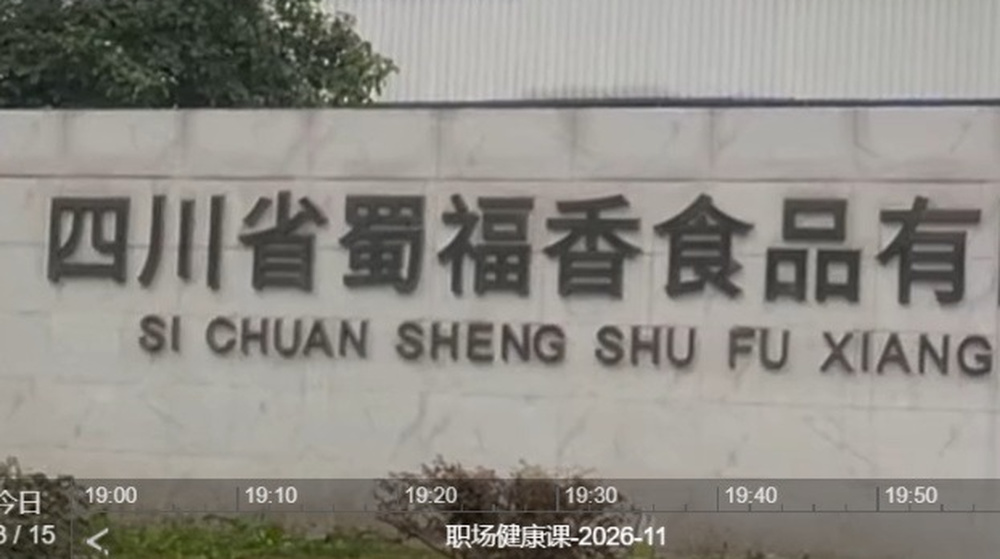 四川省蜀福香食品有
SI CHUAN SHENG SHU FU XIANG
19:00 19:10 19:20 19:30 19:40 19:50
今日
/ 15 < 职场健康课-2026-11